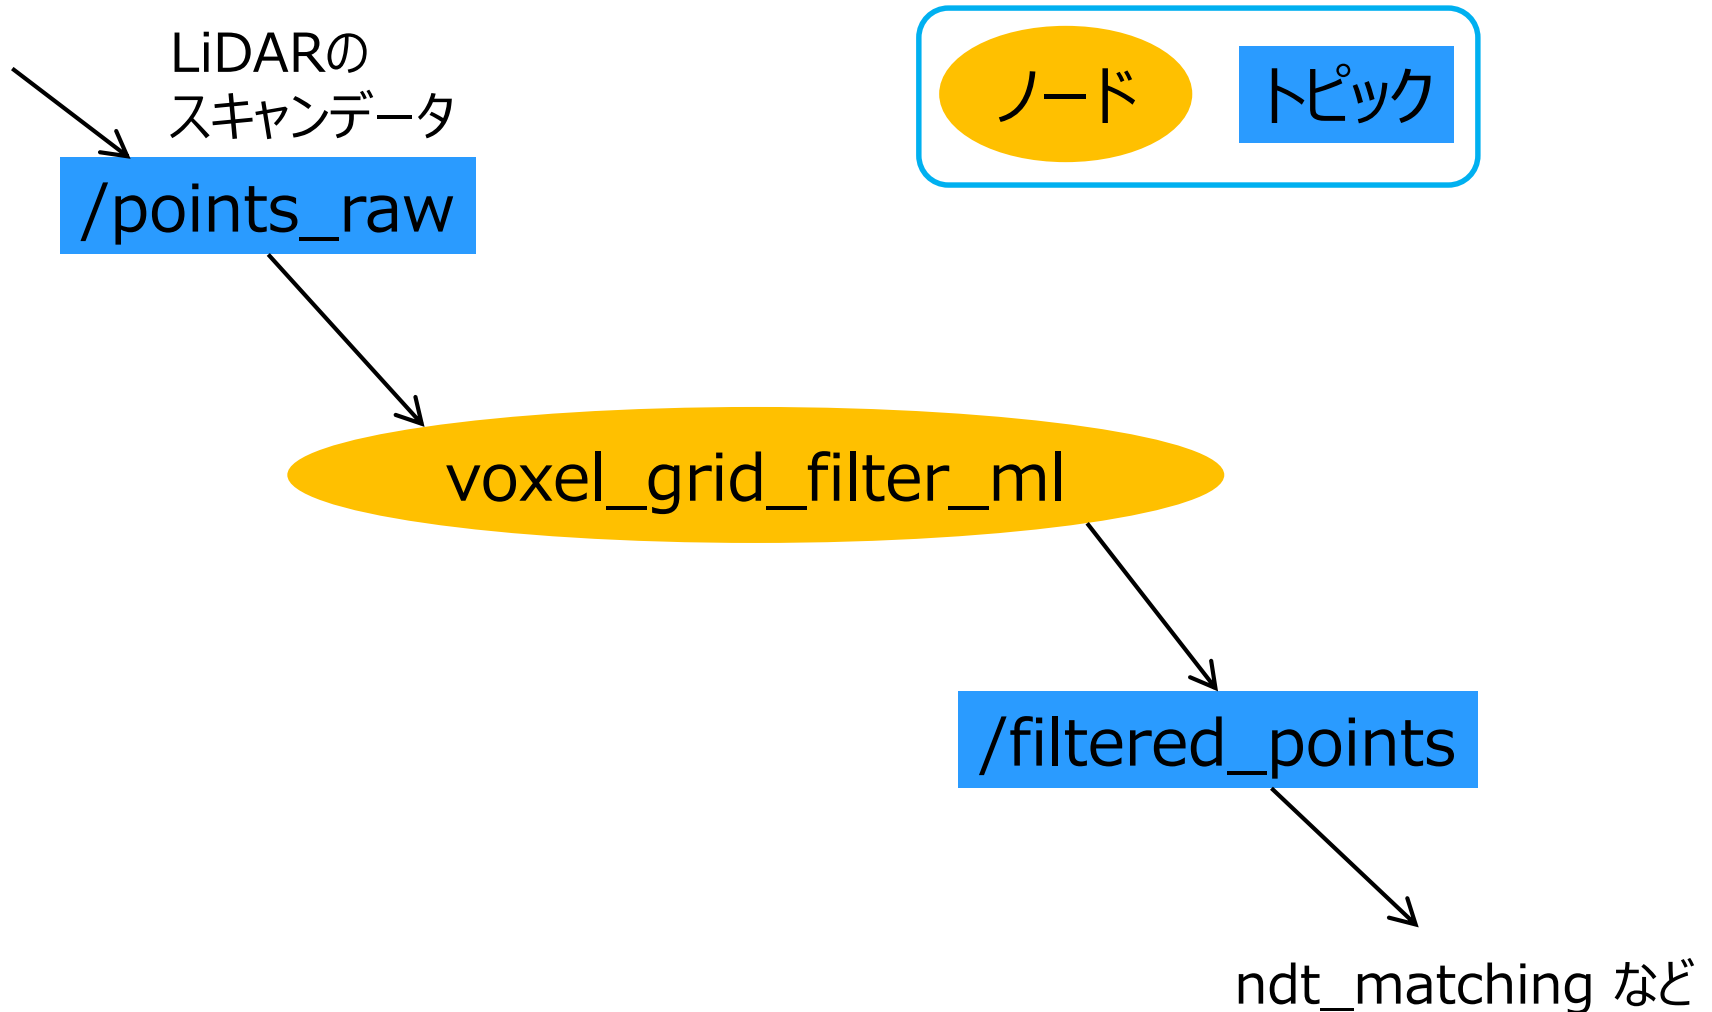 LiDARの
スキャンデータ
ノード
トピック
/points_raw
voxel_grid_filter_ml
/filtered_points
ndt_matching など